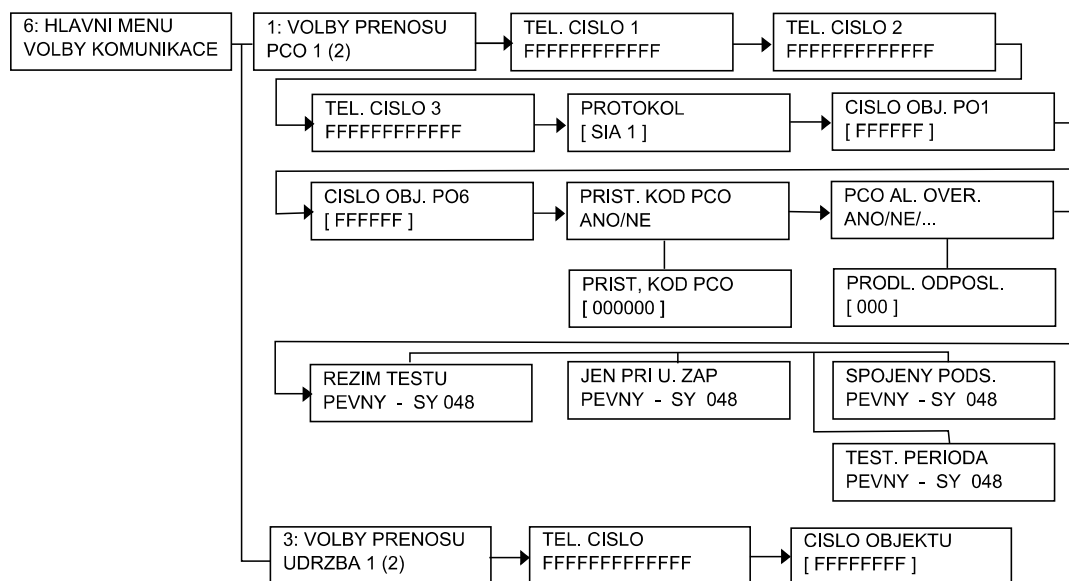 6: HLAVNI MENU
VOLBY KOMUNIKACE
1: VOLBY PRENOSU
PCO 1 (2)
TEL. CISLO 1
FFFFFFFFFFFF
TEL. CISLO 2
FFFFFFFFFFFFF
TEL. CISLO 3
FFFFFFFFFFFF
PROTOKOL
[ SIA 1 ]
CISLO OBJ. PO1
[ FFFFFF ]
CISLO OBJ. PO6
[ FFFFFF ]
PRIST. KOD PCO
ANO/NE
PCO AL. OVER.
ANO/NE/...
PRIST, KOD PCO
[ 000000 ]
PRODL. ODPOSL.
[ 000 ]
REZIM TESTU
PEVNY - SY 048
JEN PRI U. ZAP
PEVNY - SY 048
SPOJENY PODS.
PEVNY - SY 048
TEST. PERIODA
PEVNY - SY 048
3: VOLBY PRENOSU
UDRZBA 1 (2)
TEL. CISLO
FFFFFFFFFFFFF
CISLO OBJEKTU
[ FFFFFFFF ]